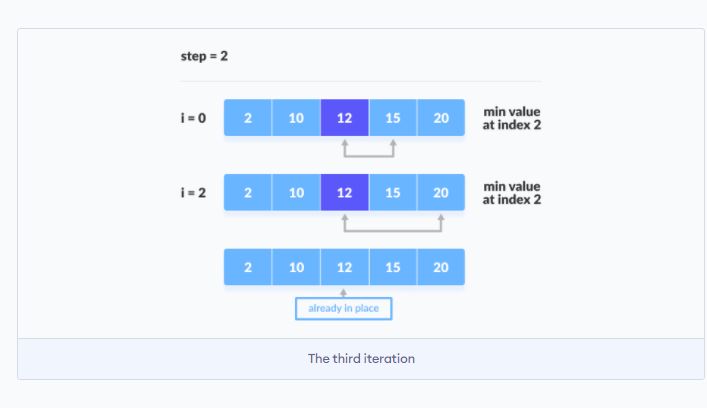 step = 2
i = 0 2 10 12 15 20 min value
at index 2
i = 2 2 10 12 15 20 min value
at index 2
2 10 12 15 20
already in place
The third iteration